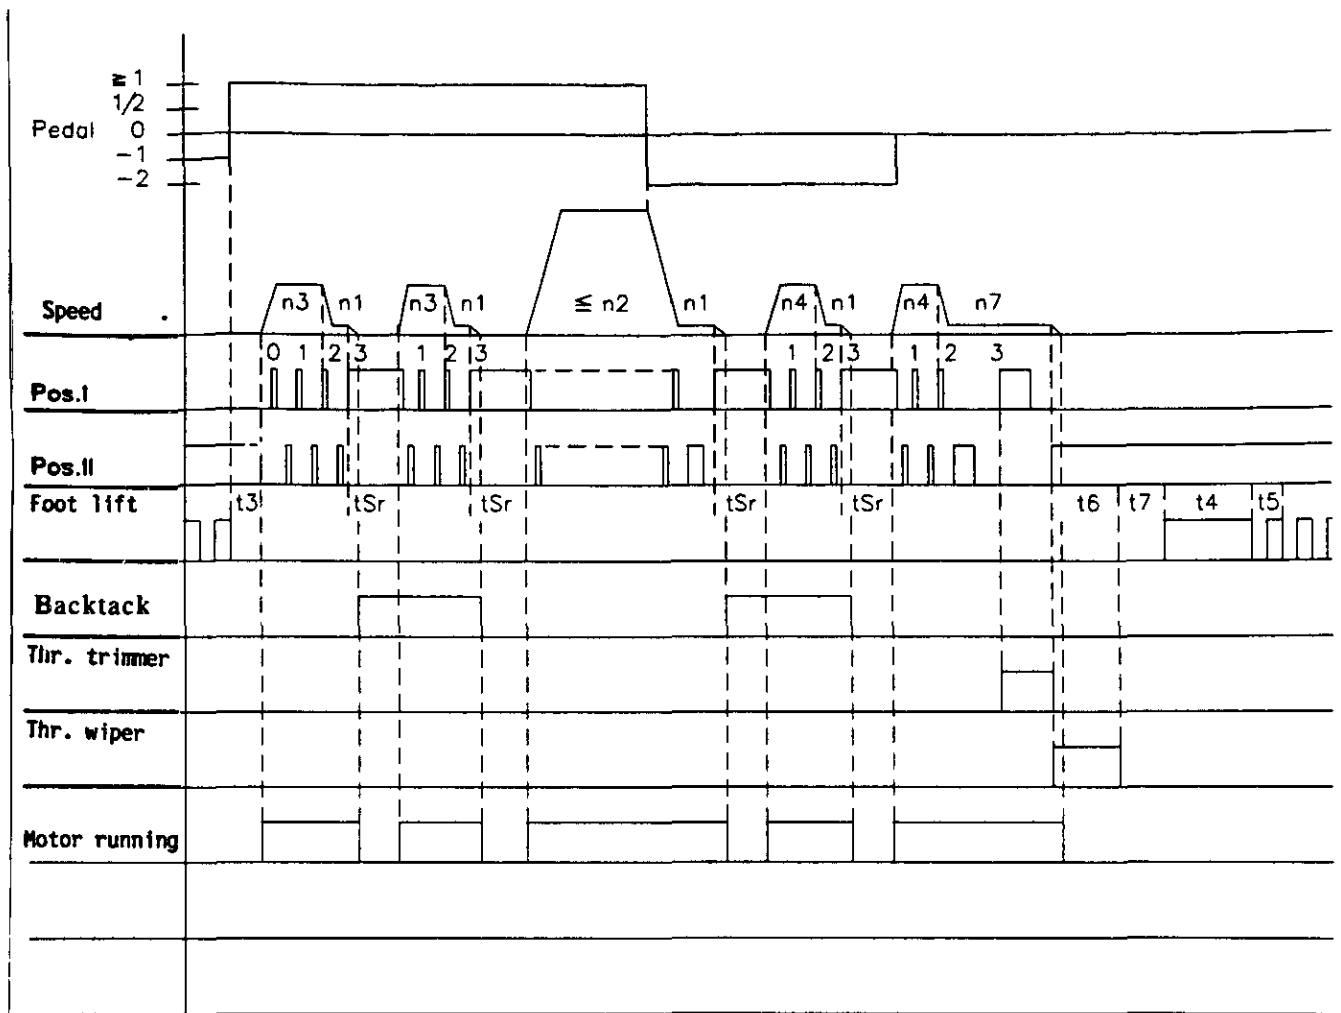 ≧ 1
1/2
Pedal 0
-1
-2
Speed n3 n1 n3 n1 ≦ n2 n1 n4 n1 n4 n7
0 1 2 3 1 2 3 1 2 3 1 2 3
Pos.I
Pos.II
Foot lift t3 tSr tSr tSr tSr t6 t7 t4 t5
Backtack
Thr. trimmer
Thr. wiper
Motor running